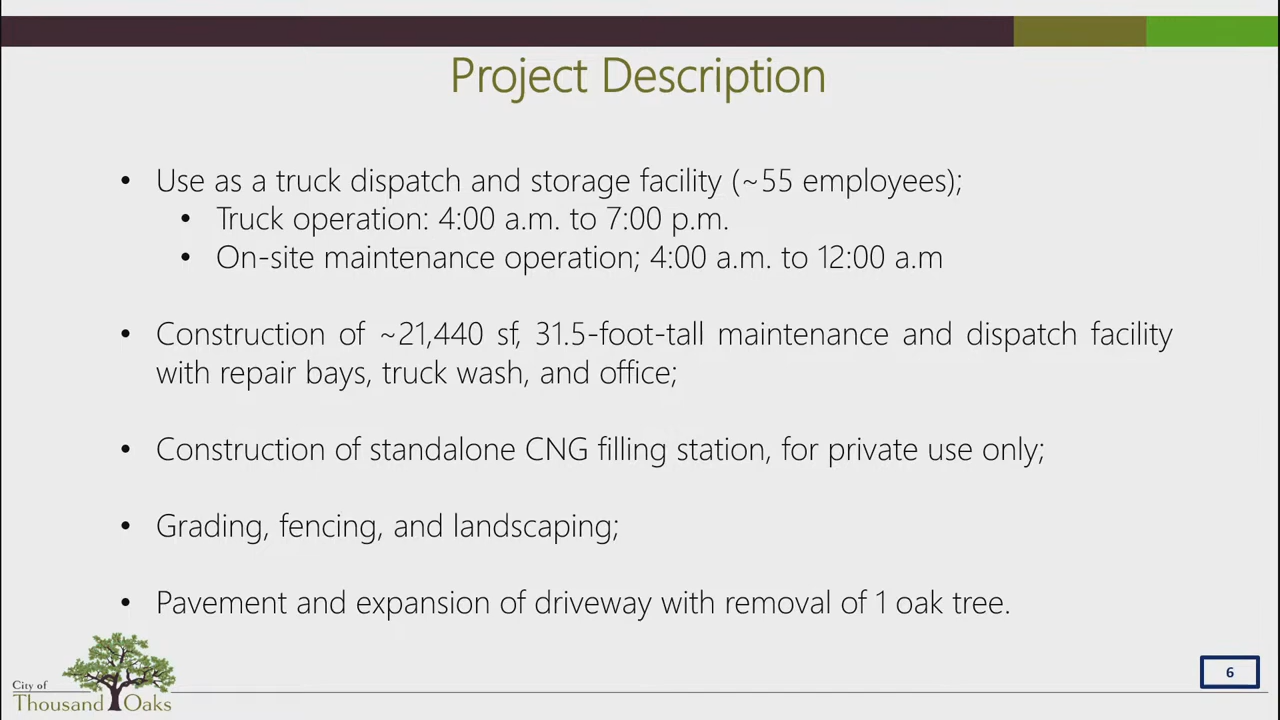 Project Description
• Use as a truck dispatch and storage facility (~55 employees);
• Truck operation: 4:00 a.m. to 7:00 p.m.
• On-site maintenance operation; 4:00 a.m. to 12:00 a.m
• Construction of ~21,440 sf, 31.5-foot-tall maintenance and dispatch facility
with repair bays, truck wash, and office;
• Construction of standalone CNG filling station, for private use only;
• Grading, fencing, and landscaping;
• Pavement and expansion of driveway with removal of 1 oak tree.
City of
Thousand Oaks
6